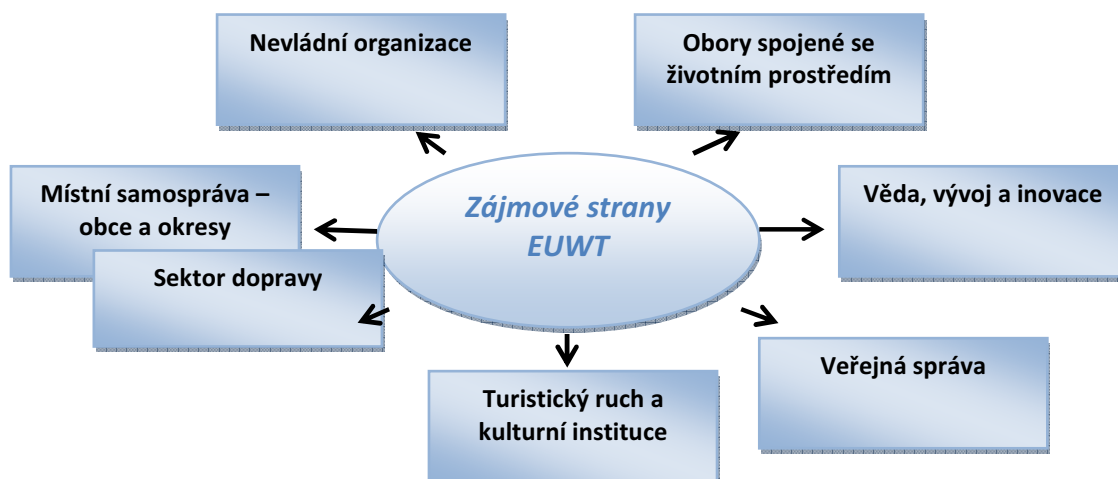 Nevládní organizace
Obory spojené se
životním prostředím
Místní samospráva –
obce a okresy
Zájmové strany
EUWT
Věda, vývoj a inovace
Sektor dopravy
Turistický ruch a
kulturní instituce
Veřejná správa